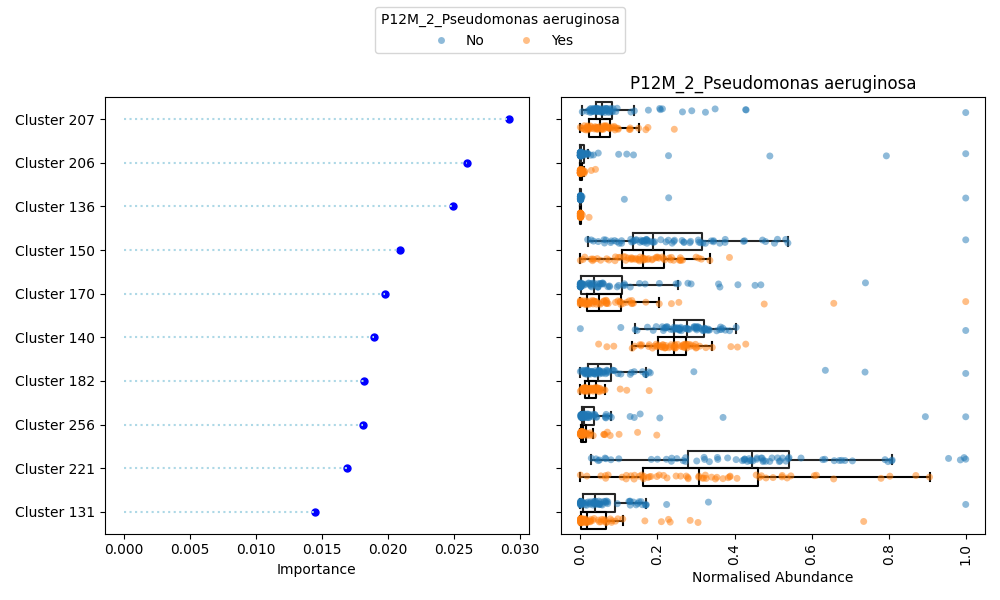 P12M_2_Pseudomonas aeruginosa
No Yes
P12M_2_Pseudomonas aeruginosa
Cluster 207
Cluster 206
Cluster 136
Cluster 150
Cluster 170
Cluster 140
Cluster 182
Cluster 256
Cluster 221
Cluster 131
0.000 0.005 0.010 0.015 0.020 0.025 0.030
Importance
0.0 0.2 0.4 0.6 0.8 1.0
Normalised Abundance